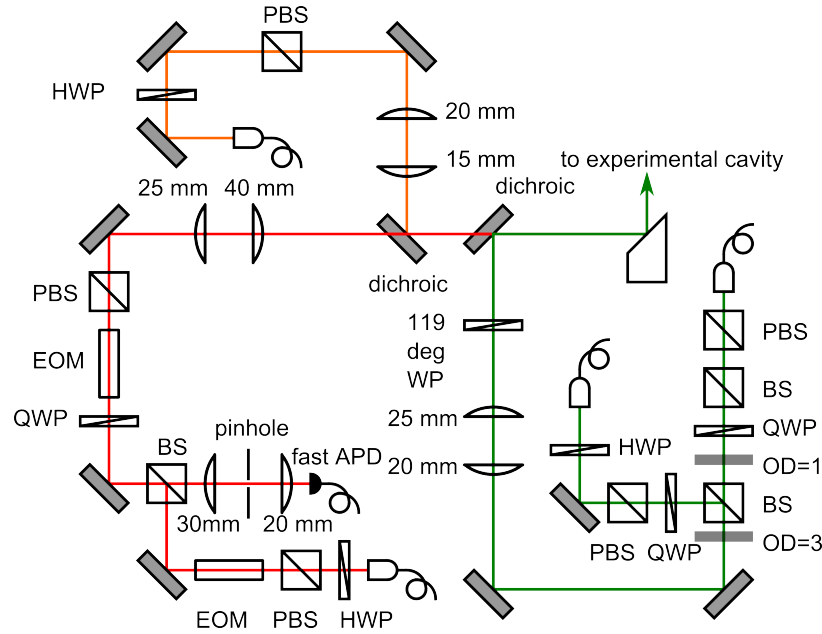 PBS
HWP
20 mm
15 mm
to experimental cavity
dichroic
25 mm 40 mm
dichroic
PBS
119
deg
WP
PBS
EOM
BS
QWP
25 mm
HWP
QWP
BS
pinhole
fast APD
20 mm
OD=1
BS
30mm
20 mm
PBS
QWP
OD=3
EOM
PBS
HWP